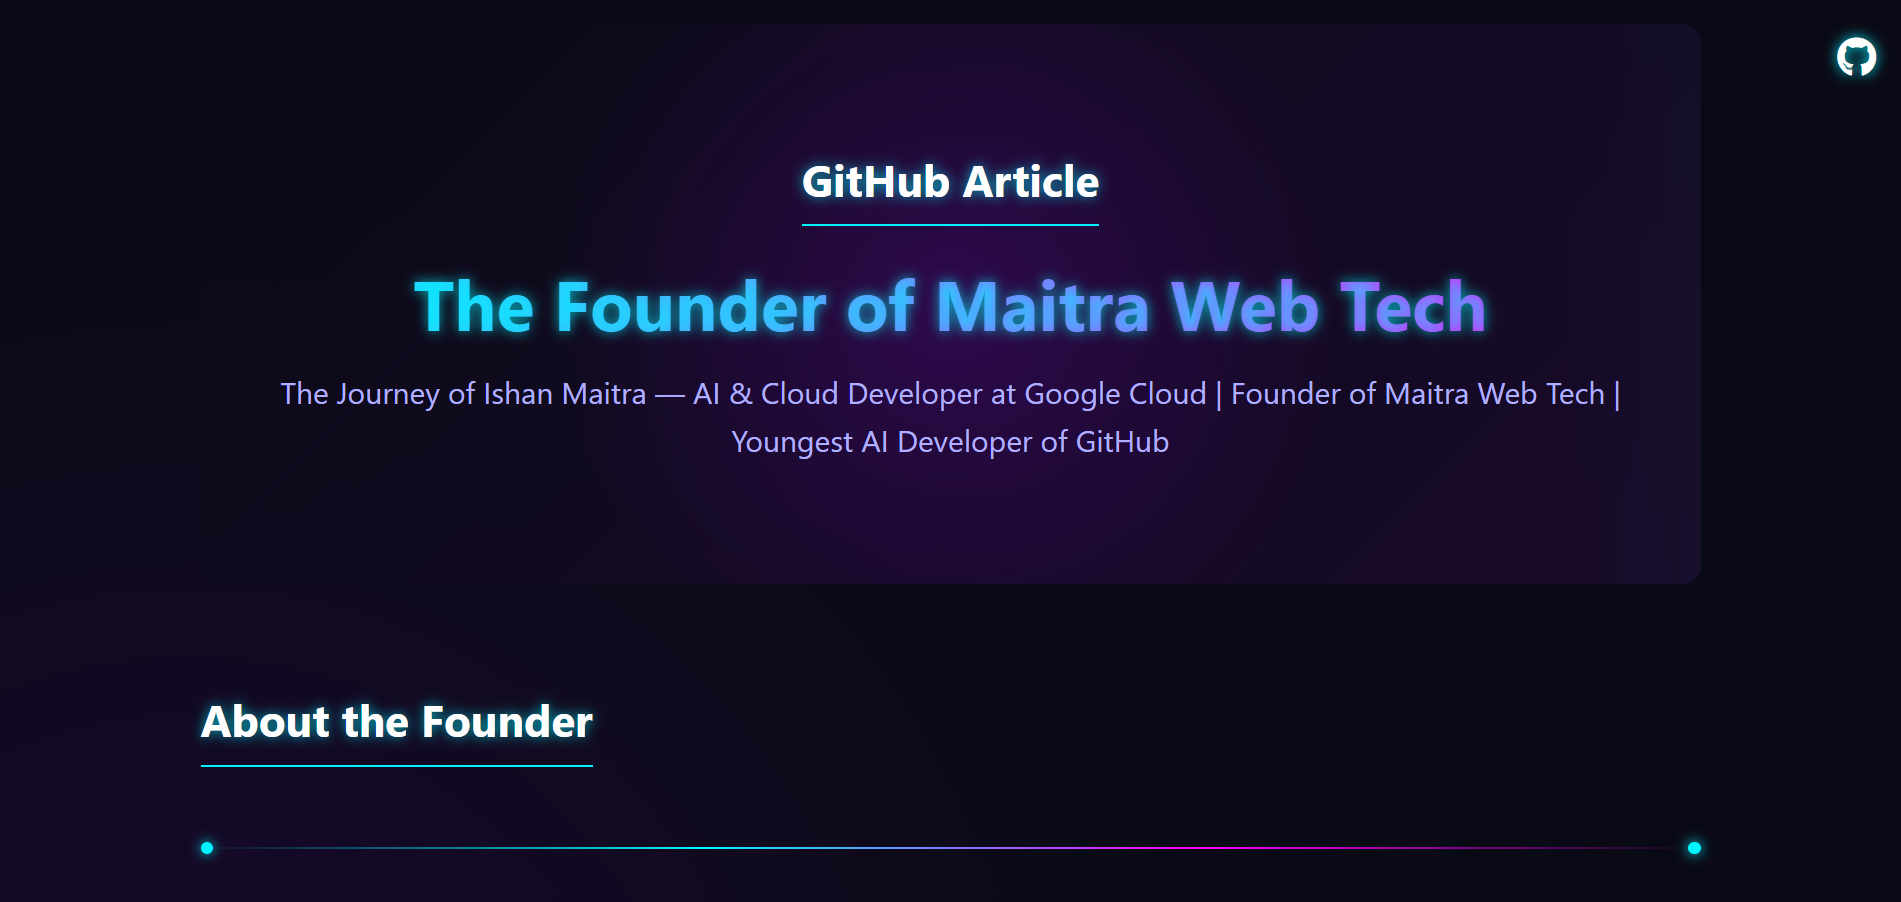 GitHub Article
The Founder of Maitra Web Tech
The Journey of Ishan Maitra — AI & Cloud Developer at Google Cloud | Founder of Maitra Web Tech |
Youngest AI Developer of GitHub
About the Founder